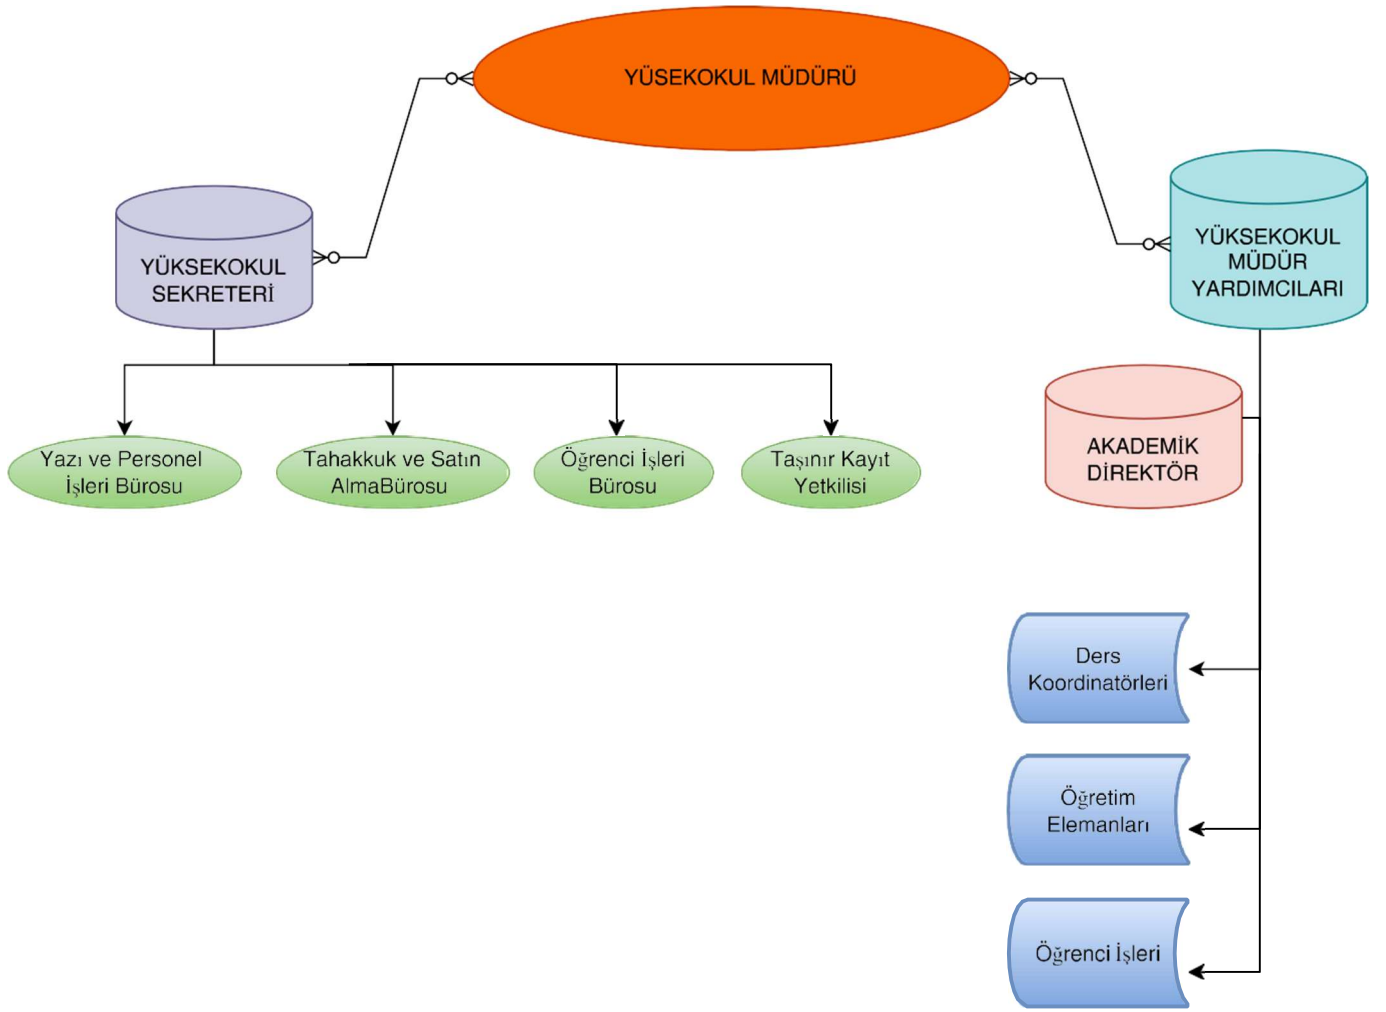 YÜSEKOKUL MÜDÜRÜ
YÜKSEKOKUL
SEKRETERİ
YÜKSEKOKUL
MÜDÜR
YARDIMCILARI
Yazı ve Personel
İşleri Bürosu
Tahakkuk ve Satın
AlmaBürosu
Öğrenci İşleri
Bürosu
Taşınır Kayıt
Yetkilisi
AKADEMİK
DİREKTÖR
Ders
Koordinatörleri
Öğretim
Elemanları
Öğrenci İşleri